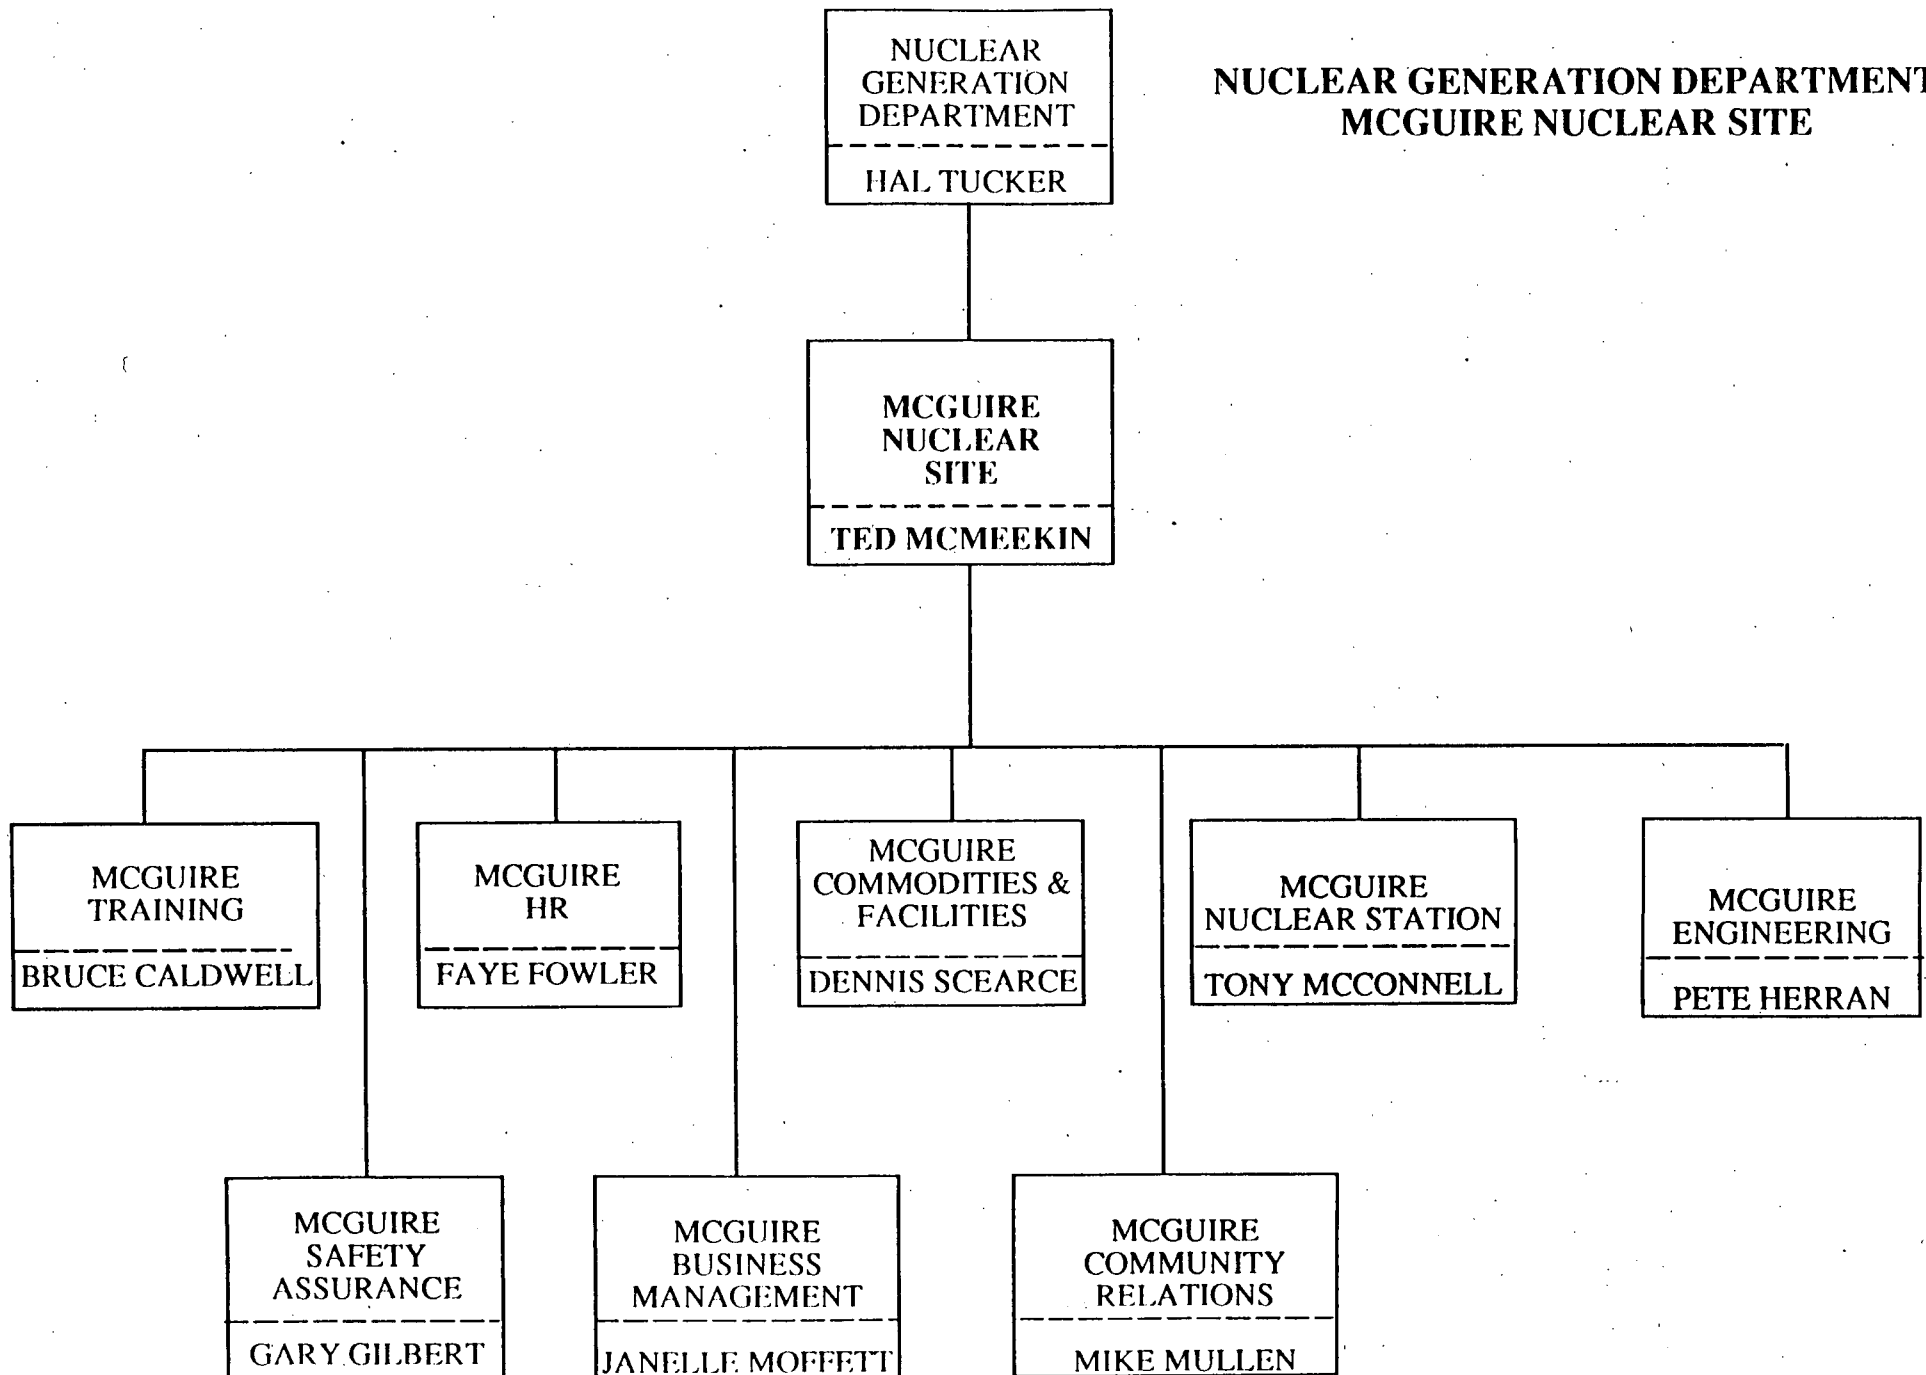 NUCLEAR
GENERATION
DEPARTMENT
HAL TUCKER
NUCLEAR GENERATION DEPARTMENT
MCGUIRE NUCLEAR SITE
MCGUIRE
NUCLEAR
SITE
TED MCMEEKIN
MCGUIRE
TRAINING
BRUCE CALDWELL
MCGUIRE
HR
FAYE FOWLER
MCGUIRE
COMMODITIES &
FACILITIES
DENNIS SCEARCE
MCGUIRE
NUCLEAR STATION
TONY MCCONNELL
MCGUIRE
ENGINEERING
PETE HERRAN
MCGUIRE
SAFETY
ASSURANCE
GARY GILBERT
MCGUIRE
BUSINESS
MANAGEMENT
JANELLE MOFFETT
MCGUIRE
COMMUNITY
RELATIONS
MIKE MULLEN